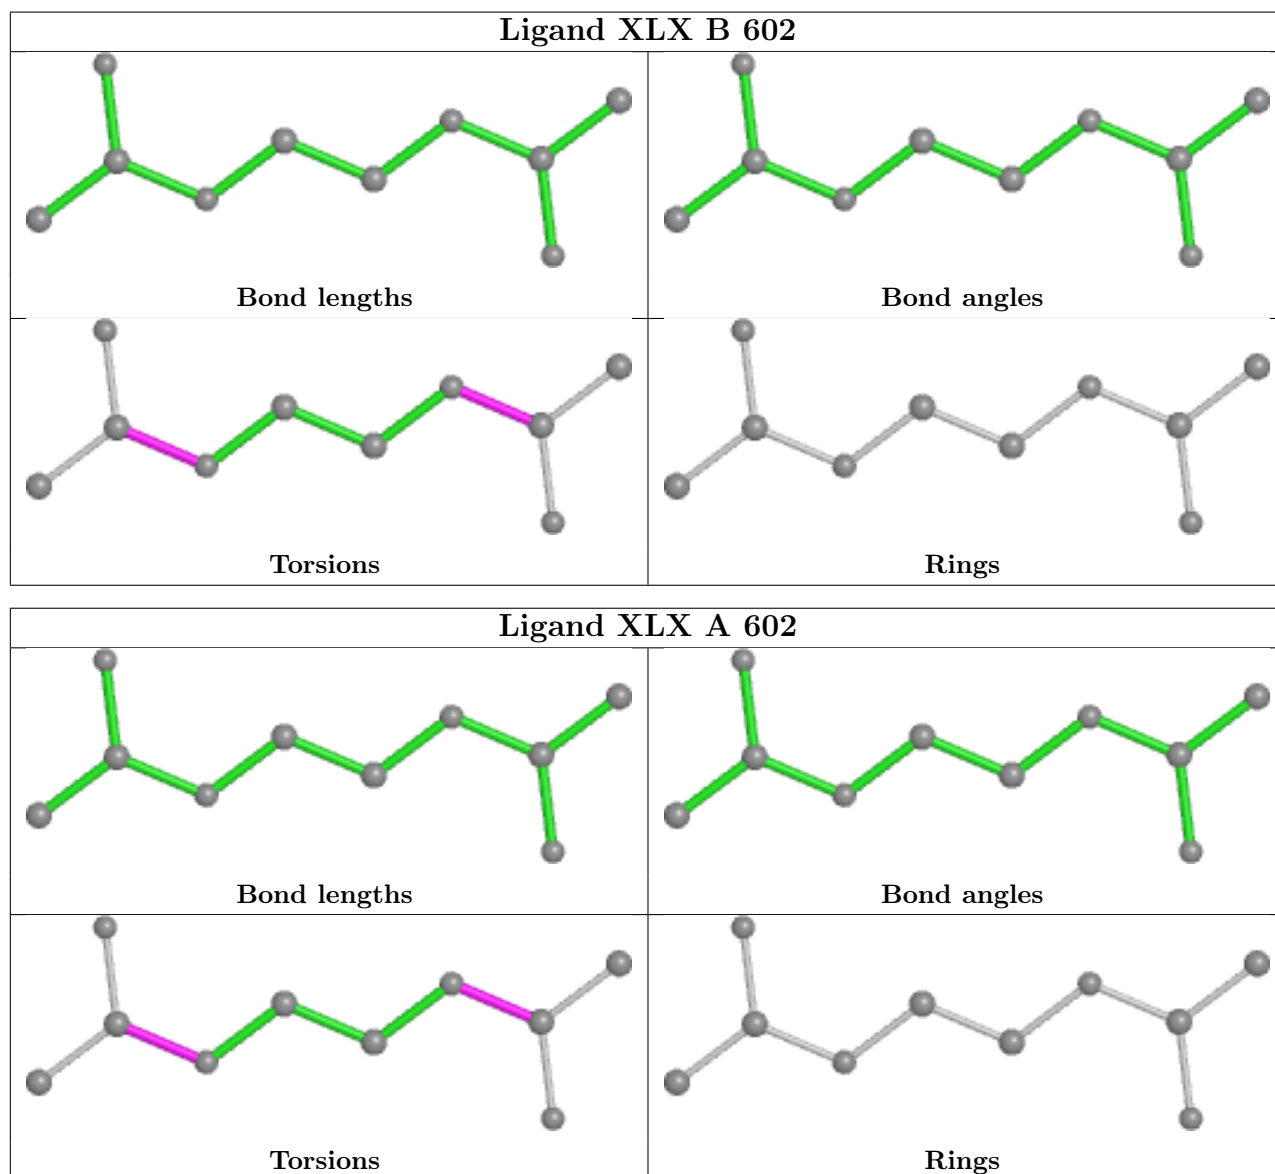 Ligand XLX B 602
Bond lengths
Bond angles
Torsions
Rings
Ligand XLX A 602
Bond lengths
Bond angles
Torsions
Rings